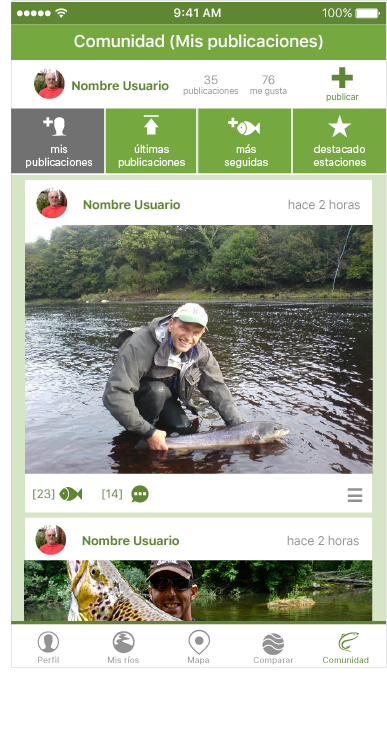 9:41 AM
100%
Comunidad (Mis publicaciones)
Nombre Usuario
35
publicaciones
76
me gusta
publicar
mis
publicaciones
últimas
publicaciones
más
seguidas
destacado
estaciones
Nombre Usuario
hace 2 horas
[23]
[14]
Nombre Usuario
hace 2 horas
Perfil
Mis ríos
Mapa
Comparar
Comunidad